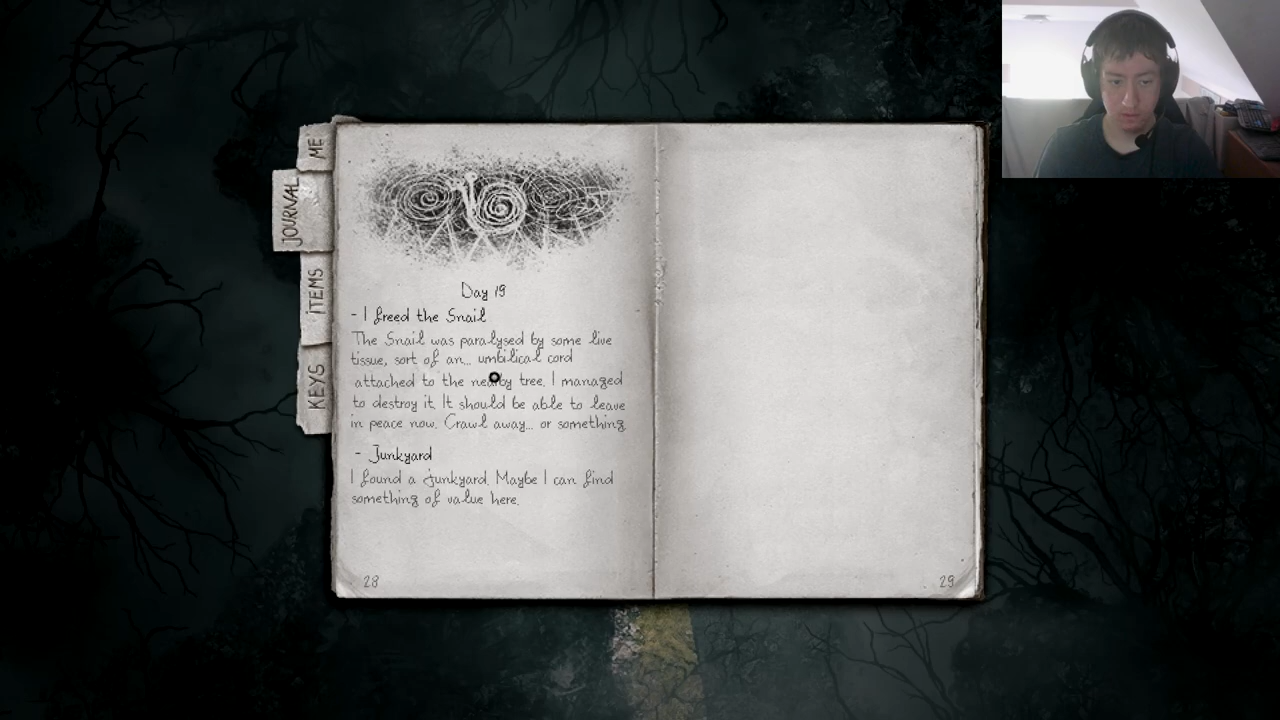 ME
JOURNAL
ITEMS
KEYS
Day 19
- I freed the Snail
The Snail was paralysed by some live
tissue, sort of an... umbilical cord
attached to the nearby tree. I managed
to destroy it. It should be able to leave
in peace now. Crawl away... or something.
- Junkyard
I found a junkyard. Maybe I can find
something of value here.
28
29